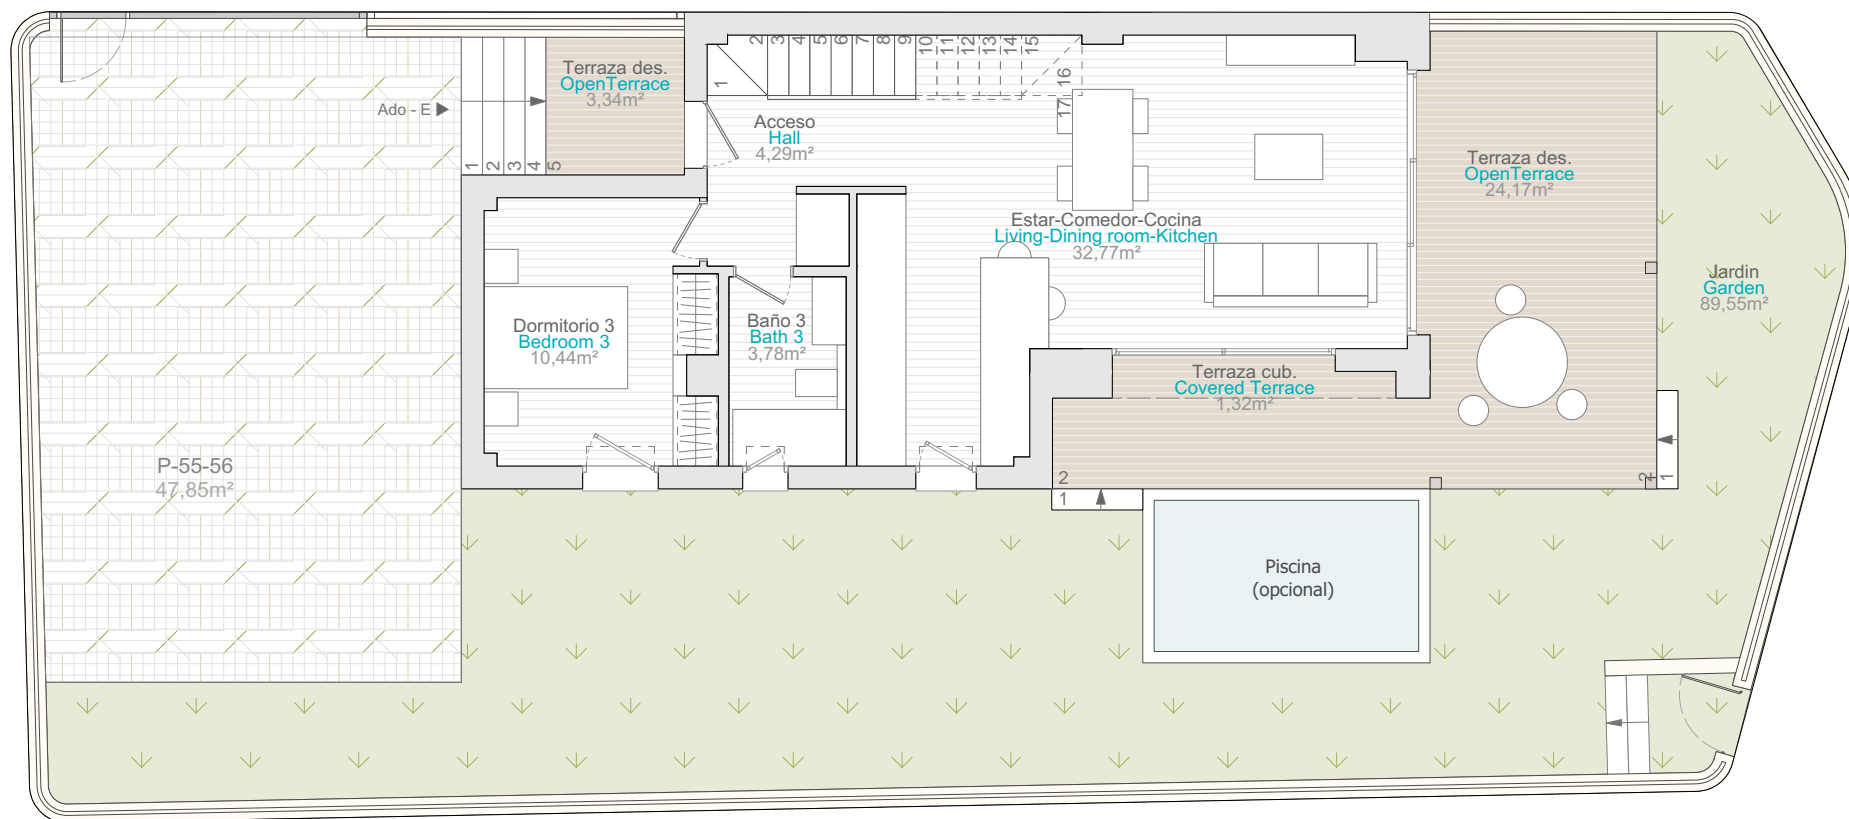 Terraza des.
OpenTerrace
3,34m²
Ado - E
1
2
3
4
5
1
2
3
4
5
6
7
8
9
10
11
12
13
14
15
16
17
Acceso
Hall
4,29m²
Estar-Comedor-Cocina
Living-Dining room-Kitchen
32,77m²
Terraza des.
OpenTerrace
24,17m²
Jardin
Garden
89,55m²
Dormitorio 3
Bedroom 3
10,44m²
Baño 3
Bath 3
3,78m²
Terraza cub.
Covered Terrace
1,32m²
P-55-56
47,85m²
2
1
2
1
Piscina
(opcional)